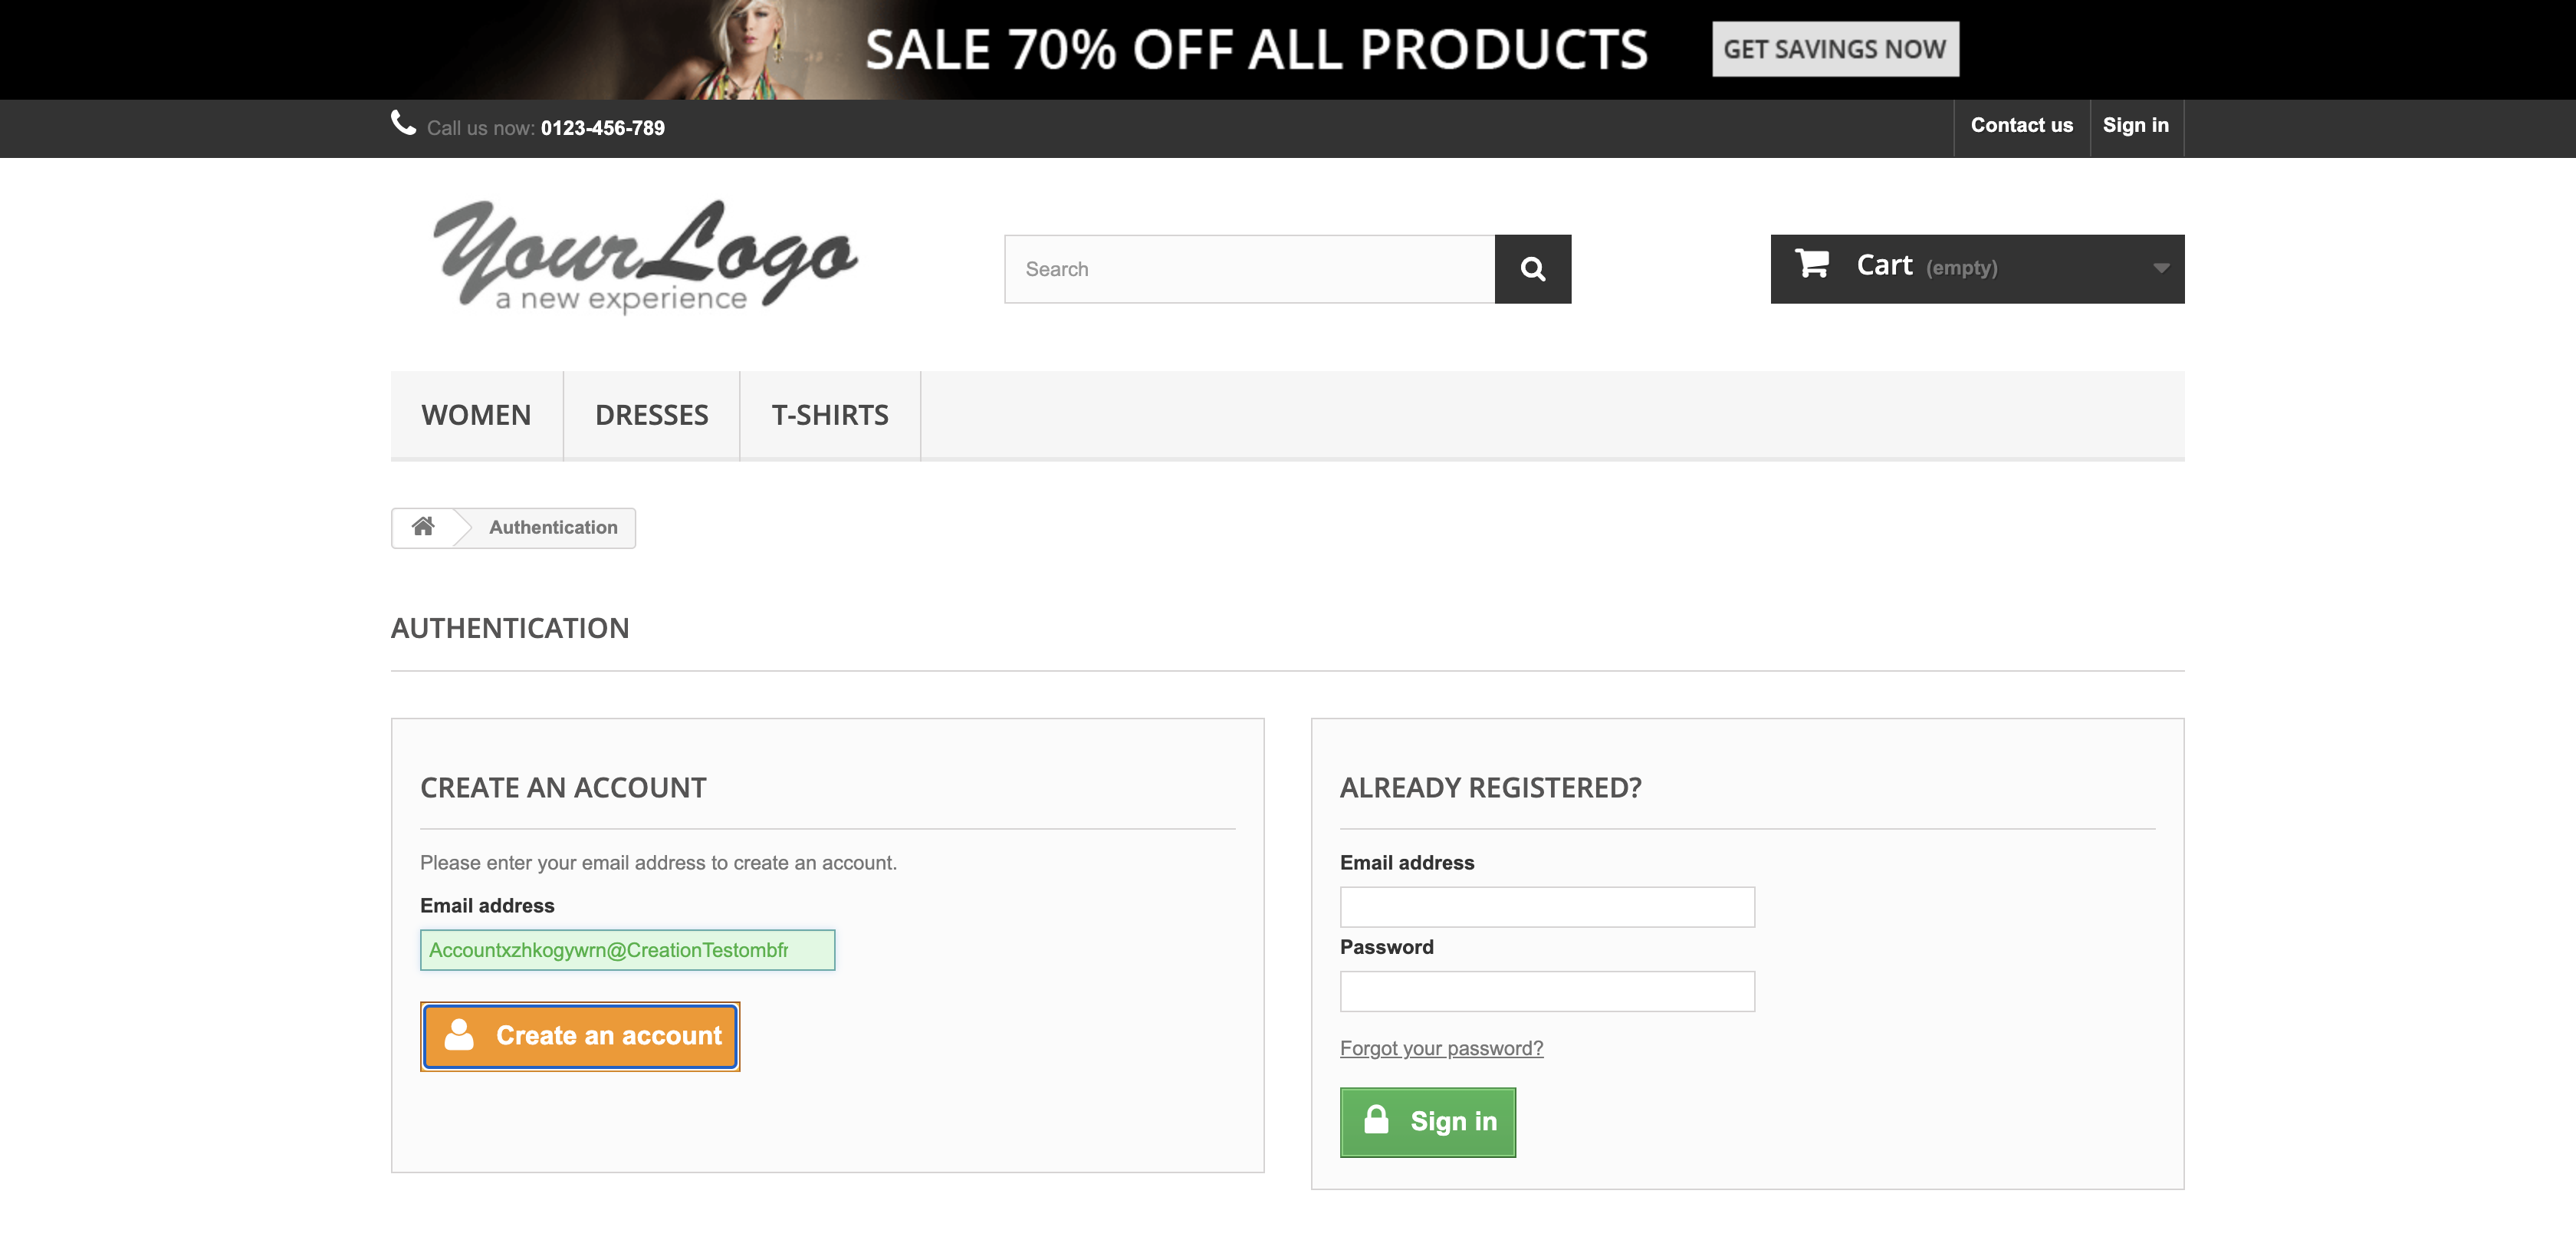 SALE 70% OFF ALL PRODUCTS GET SAVINGS NOW
Call us now: 0123-456-789 Contact us Sign in
Your Logo
a new experience
Search
Cart (empty)
WOMEN DRESSES T-SHIRTS
Authentication
AUTHENTICATION
CREATE AN ACCOUNT
Please enter your email address to create an account.
Email address
Accountxzhkogywrn@CreationTestombfr
Create an account
ALREADY REGISTERED?
Email address
Password
Forgot your password?
Sign in